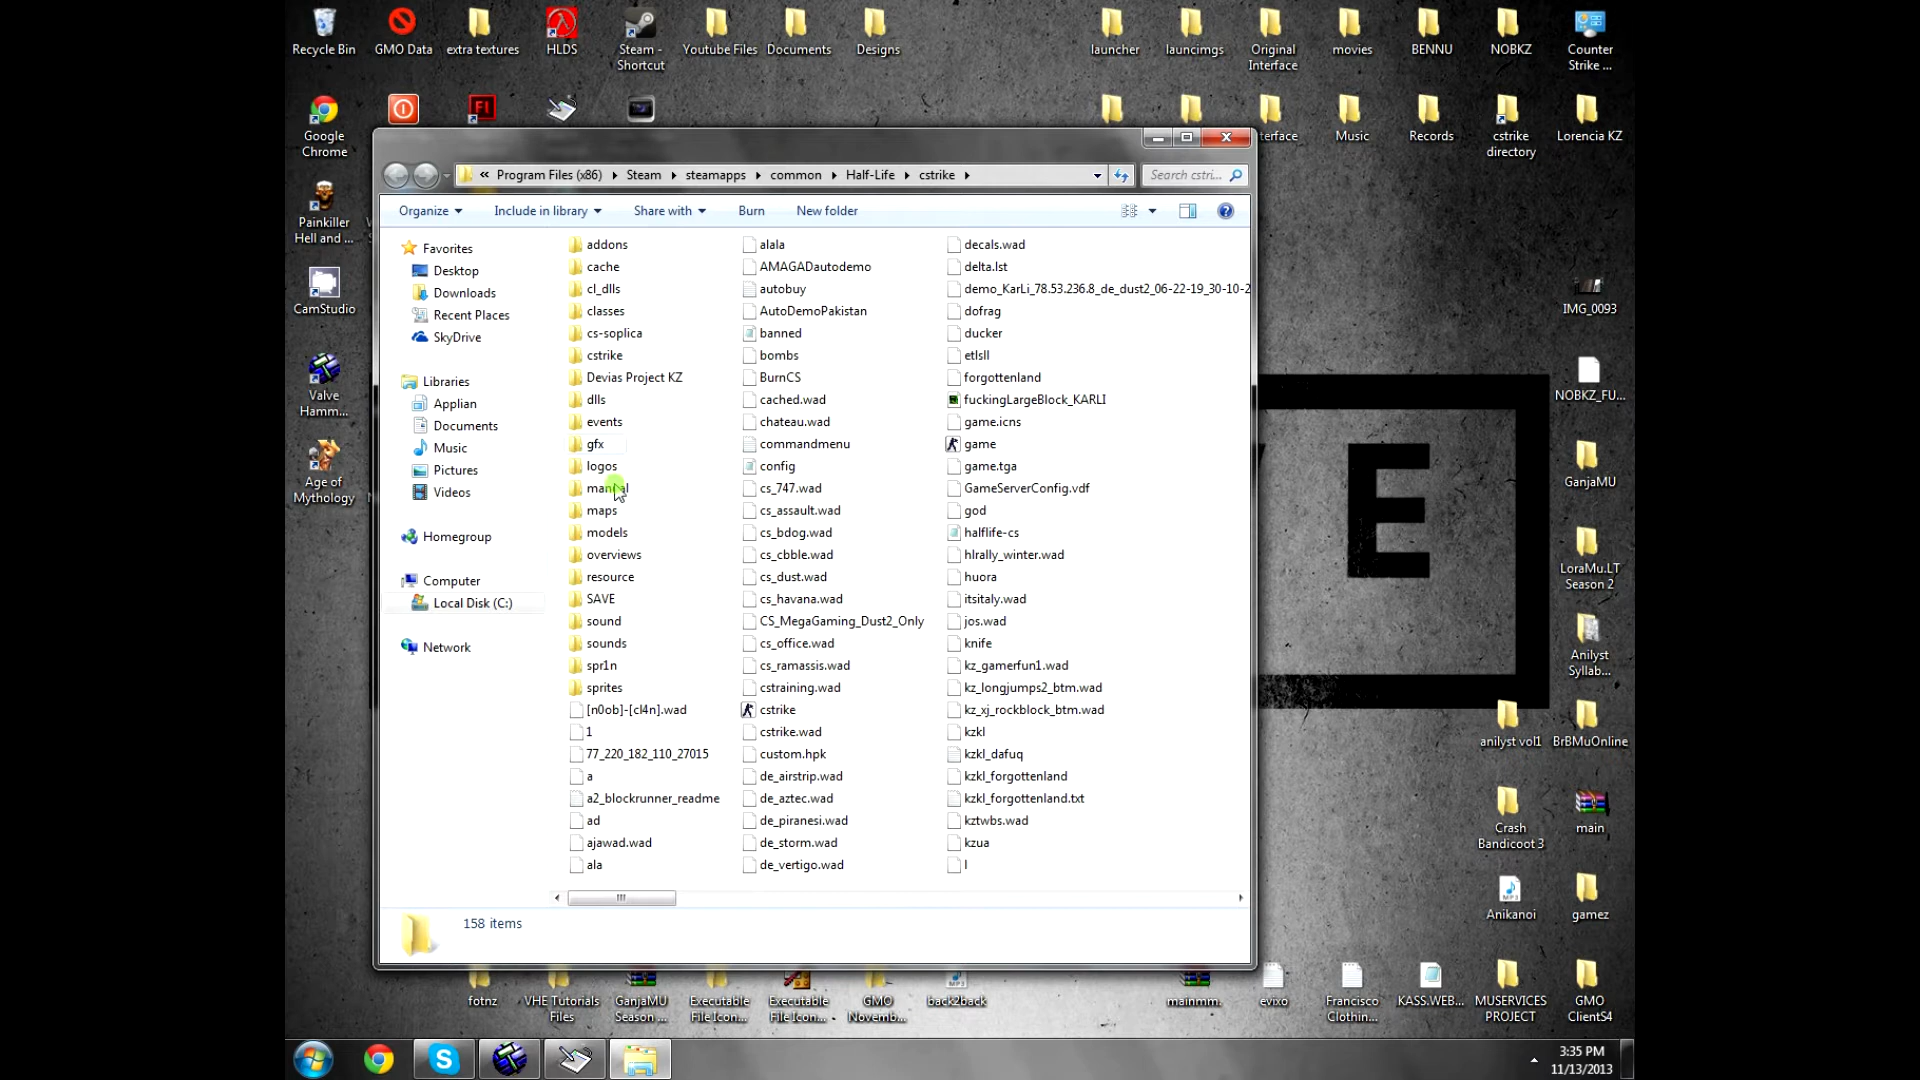 Recycle Bin
GMO Data
extra textures
HLDS
Steam -
Shortcut
Youtube Files
Documents
Designs
launcher
launcimgs
Original
Interface
movies
BENNU
NOBKZ
Counter
Strike ...
Google
Chrome
terface
Music
Records
cstrike
directory
Lorencia KZ
Painkiller
Hell and ...
CamStudio
Valve
Hamm...
Age of
Mythology
« Program Files (x86) Steam steamapps common Half-Life cstrike
Search cstri...
Organize Include in library Share with Burn New folder
Favorites
Desktop
Downloads
Recent Places
SkyDrive
Libraries
Applian
Documents
Music
Pictures
Videos
Homegroup
Computer
Local Disk (C:)
Network
addons
cache
cl_dlls
classes
cs-soplica
cstrike
Devias Project KZ
dlls
events
gfx
logos
manual
maps
models
overviews
resource
SAVE
sound
sounds
spr1n
sprites
[n0ob]-[cl4n].wad
1
77_220_182_110_27015
a
a2_blockrunner_readme
ad
ajawad.wad
ala
alala
AMAGADautodemo
autobuy
AutoDemoPakistan
banned
bombs
BurnCS
cached.wad
chateau.wad
commandmenu
config
cs_747.wad
cs_assault.wad
cs_bdog.wad
cs_cbble.wad
cs_dust.wad
cs_havana.wad
CS_MegaGaming_Dust2_Only
cs_office.wad
cs_ramassis.wad
cstraining.wad
cstrike
cstrike.wad
custom.hpk
de_airstrip.wad
de_aztec.wad
de_piranesi.wad
de_storm.wad
de_vertigo.wad
decals.wad
delta.lst
demo_KarLi_78.53.236.8_de_dust2_06-22-19_30-10-2
dofrag
ducker
etlsll
forgottenland
fuckingLargeBlock_KARLI
game.icns
game
game.tga
GameServerConfig.vdf
god
halflife-cs
hlrally_winter.wad
huora
itsitaly.wad
jos.wad
knife
kz_gamerfun1.wad
kz_longjumps2_btm.wad
kz_xj_rockblock_btm.wad
kzkl
kzkl_dafuq
kzkl_forgottenland
kzkl_forgottenland.txt
kztwbs.wad
kzua
l
158 items
E
IMG_0093
NOBKZ_FU...
GanjaMU
LoraMu.LT
Season 2
Anilyst
Syllab...
anilyst vol1
BrBMuOnline
Crash
Bandicoot 3
main
Anikanoi
gamez
fotnz
VHE Tutorials
Files
GanjaMU
Season ...
Executable
File Icon...
Executable
File Icon...
GMO
Novemb...
back2back
mainmm.
evixo
Francisco
Clothin...
KASS.WEB...
MUSERVICES
PROJECT
GMO
ClientS4
3:35 PM
11/13/2013